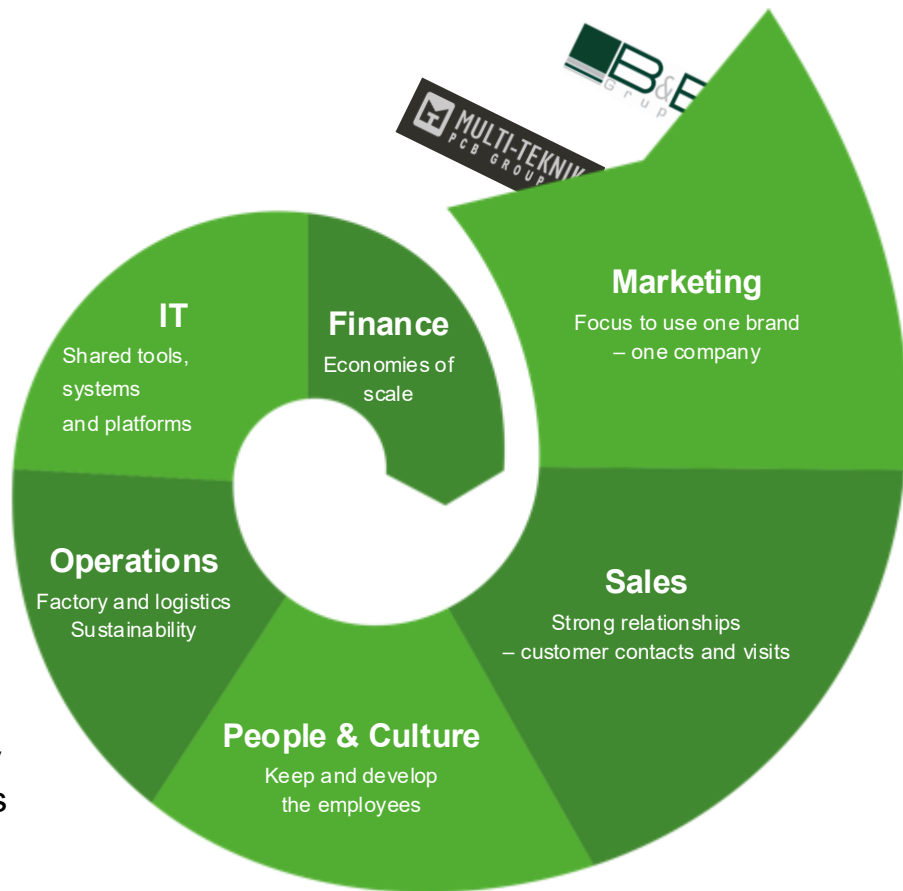 MULTI-TEKNIK
PCB GROUP
Grup
Marketing
Focus to use one brand
– one company
Finance
Economies of
scale
IT
Shared tools,
systems
and platforms
Operations
Factory and logistics
Sustainability
Sales
Strong relationships
– customer contacts and visits
People & Culture
Keep and develop
the employees